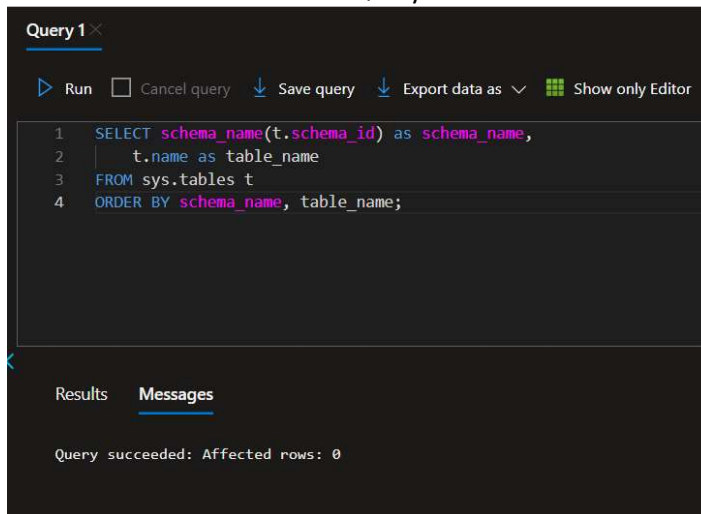 Query 1
Run Cancel query Save query Export data as Show only Editor
1 SELECT schema_name(t.schema_id) as schema_name,
2 t.name as table_name
3 FROM sys.tables t
4 ORDER BY schema_name, table_name;
Results Messages
Query succeeded: Affected rows: 0